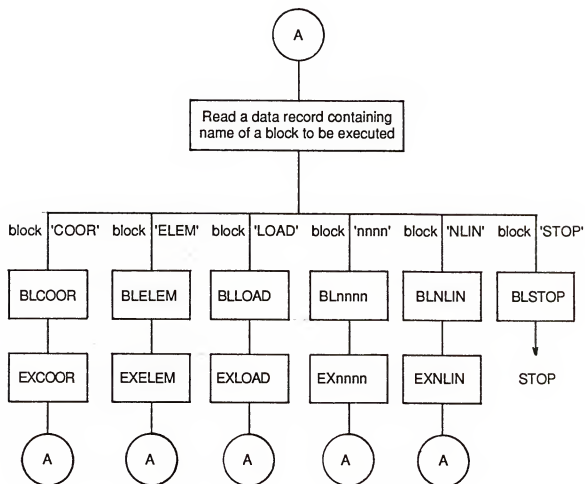 A
Read a data record containing
name of a block to be executed
block 'COOR' block 'ELEM' block 'LOAD' block 'nnnn' block 'NLIN' block 'STOP'
BLCOOR BLELEM BLLOAD BLnnnn BLNLIN BLSTOP
EXCOOR EXELEM EXLOAD EXnnnn EXNLIN STOP
A A A A A